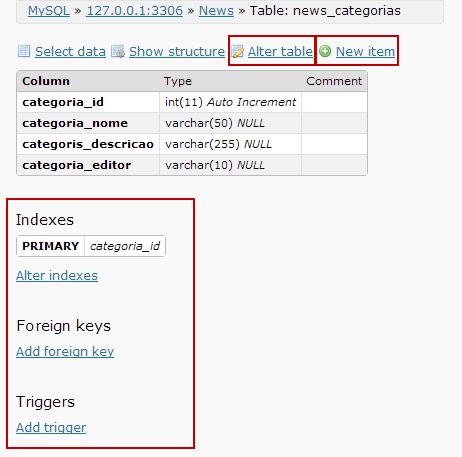 MySQL » 127.0.0.1:3306 » News » Table: news_categorias
Select data Show structure Alter table New item
Column Type Comment
categoria_id int(11) Auto Increment
categoria_nome varchar(50) NULL
categoris_descricao varchar(255) NULL
categoria_editor varchar(10) NULL
Indexes
PRIMARY categoria_id
Alter indexes
Foreign keys
Add foreign key
Triggers
Add trigger